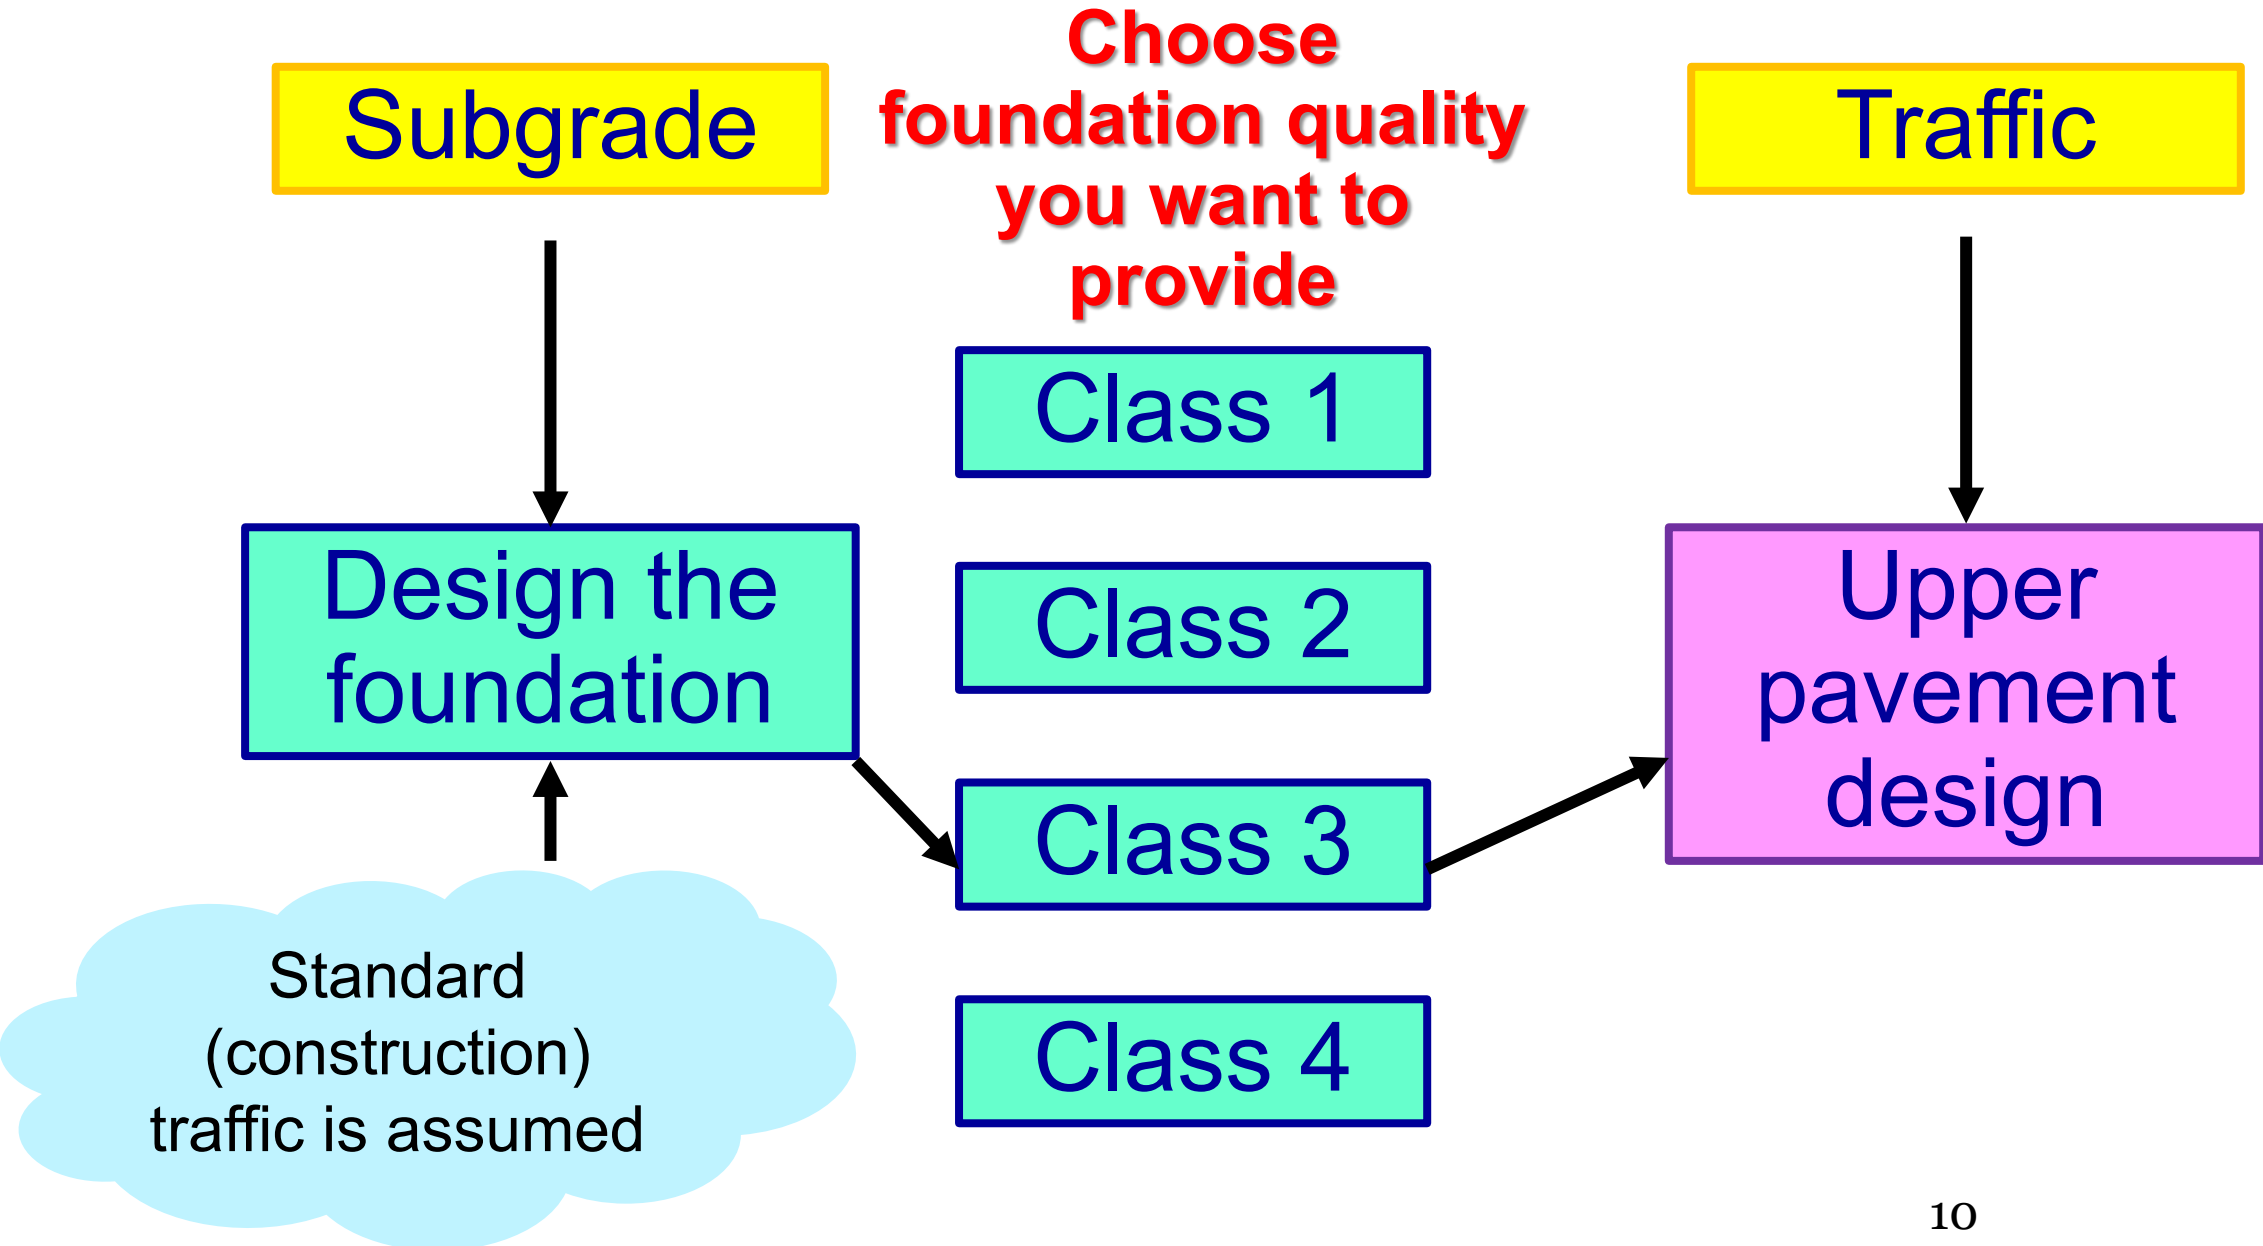 Choose
foundation quality
you want to
provide
Subgrade
Traffic
Class 1
Design the
foundation
Class 2
Upper
pavement
design
Class 3
Class 4
Standard
(construction)
traffic is assumed
10